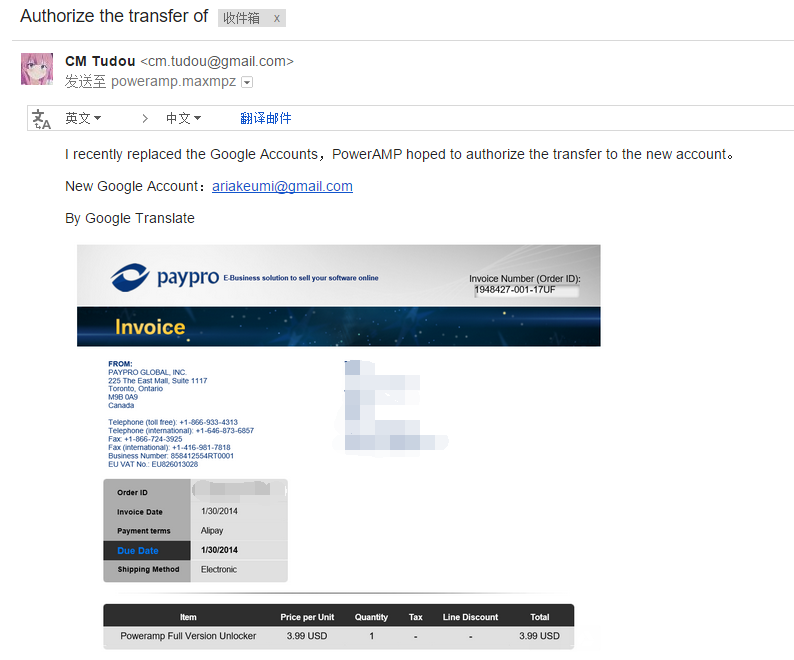 Authorize the transfer of 收件箱 x
CM Tudou <cm.tudou@gmail.com>
发送至 poweramp.maxmpz
文A 英文 > 中文 翻译邮件
I recently replaced the Google Accounts，PowerAMP hoped to authorize the transfer to the new account。
New Google Account： ariakeumi@gmail.com
By Google Translate
paypro E-Business solution to sell your software online
Invoice Number (Order ID):
1948427-001-17UF
Invoice
FROM:
PAYPRO GLOBAL, INC.
225 The East Mall, Suite 1117
Toronto, Ontario
M9B 0A9
Canada
Telephone (toll free): +1-866-933-4313
Telephone (international): +1-646-873-6857
Fax: +1-866-724-3925
Fax (international): +1-416-981-7818
Business Number: 858412554RT0001
EU VAT No.: EU826013028
Order ID
Invoice Date 1/30/2014
Payment terms Alipay
Due Date 1/30/2014
Shipping Method Electronic
Item Price per Unit Quantity Tax Line Discount Total
Poweramp Full Version Unlocker 3.99 USD 1 - - 3.99 USD